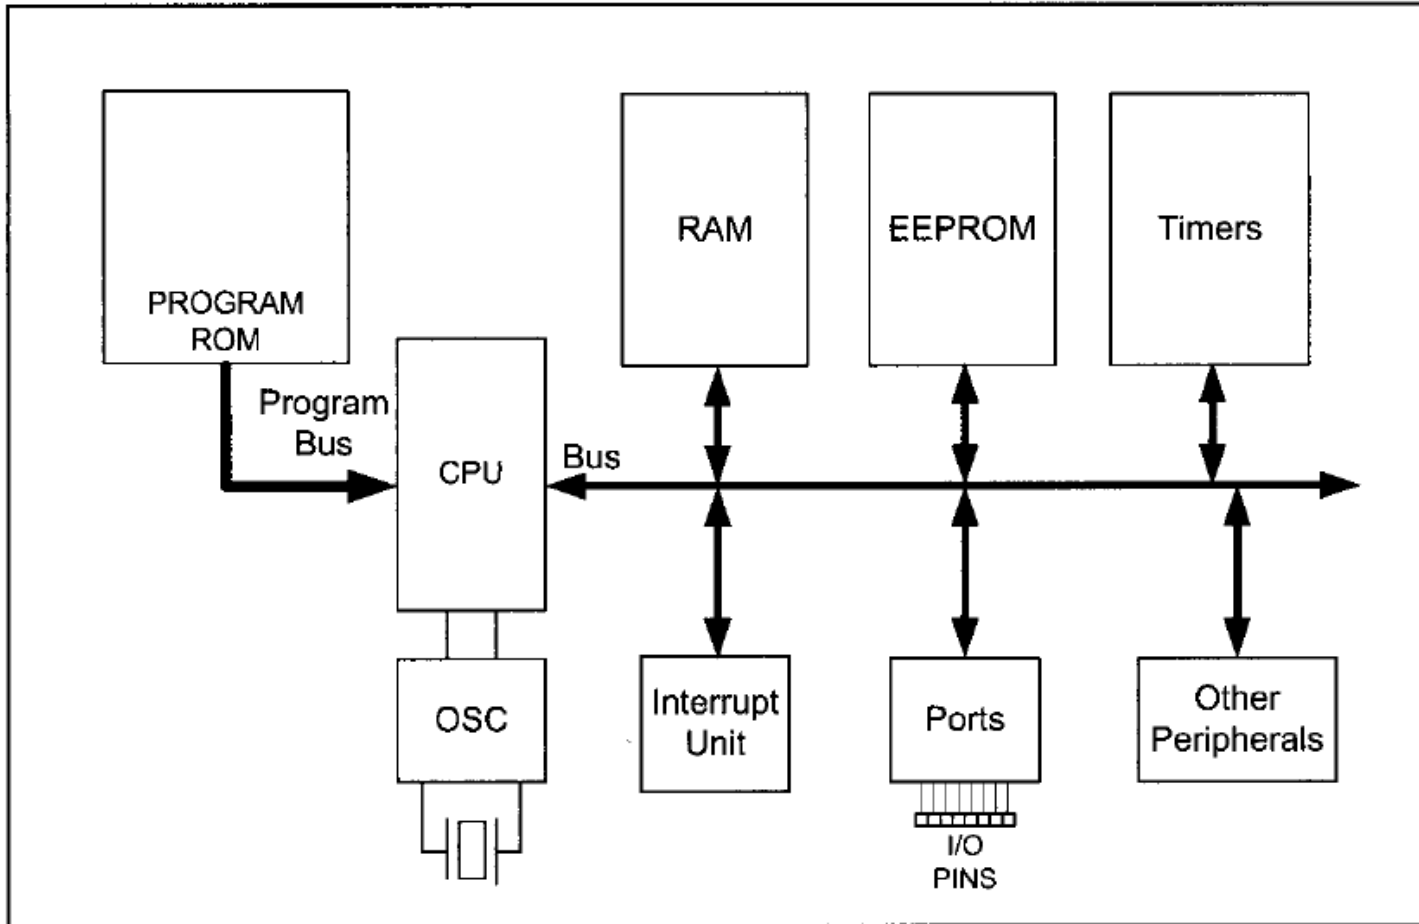 PROGRAM
ROM
RAM
EEPROM
Timers
Program
Bus
CPU
Bus
OSC
Interrupt
Unit
Ports
Other
Peripherals
I/O
PINS